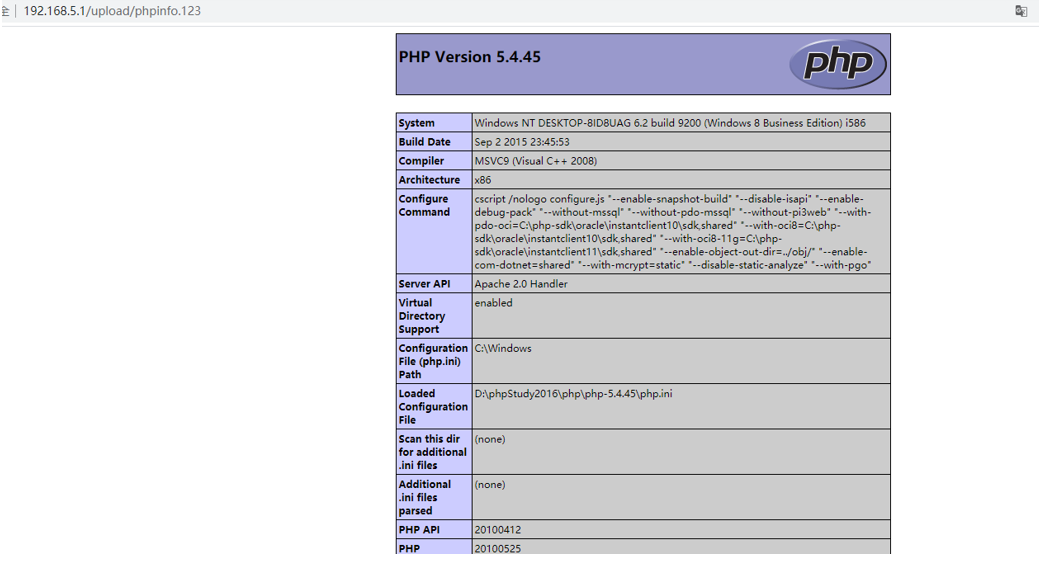 192.168.5.1/upload/phpinfo.123
PHP Version 5.4.45
php
System Windows NT DESKTOP-8ID8UAG 6.2 build 9200 (Windows 8 Business Edition) i586
Build Date Sep 2 2015 23:45:53
Compiler MSVC9 (Visual C++ 2008)
Architecture x86
Configure
Command
cscript /nologo configure.js "--enable-snapshot-build" "--disable-isapi" "--enable-
debug-pack" "--without-mssql" "--without-pdo-mssql" "--without-pi3web" "--with-
pdo-oci=C:\php-sdk\oracle\instantclient10\sdk,shared" "--with-oci8=C:\php-
sdk\oracle\instantclient10\sdk,shared" "--with-oci8-11g=C:\php-
sdk\oracle\instantclient11\sdk,shared" "--enable-object-out-dir=../obj/" "--enable-
com-dotnet=shared" "--with-mcrypt=static" "--disable-static-analyze" "--with-pgo"
Server API Apache 2.0 Handler
Virtual
Directory
Support
enabled
Configuration
File (php.ini)
Path
C:\Windows
Loaded
Configuration
File
D:\phpStudy2016\php\php-5.4.45\php.ini
Scan this dir
for additional
.ini files
(none)
Additional
.ini files
parsed
(none)
PHP API 20100412
PHP 20100525